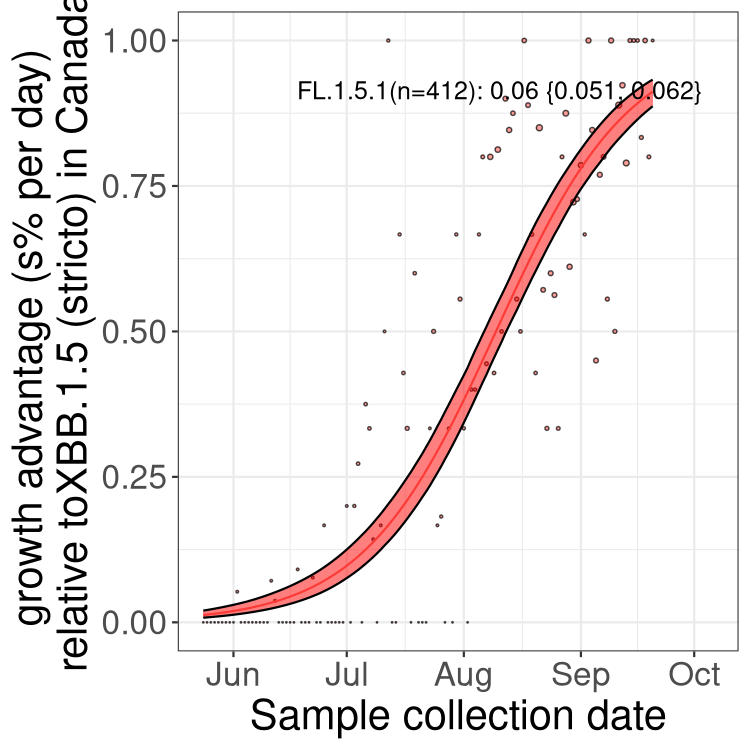 growth advantage (s% per day)
relative toXBB.1.5 (stricto) in Canada
1.00
0.75
0.50
0.25
0.00
FL.1.5.1(n=412): 0.06 {0.051, 0.062}
Jun Jul Aug Sep Oct
Sample collection date